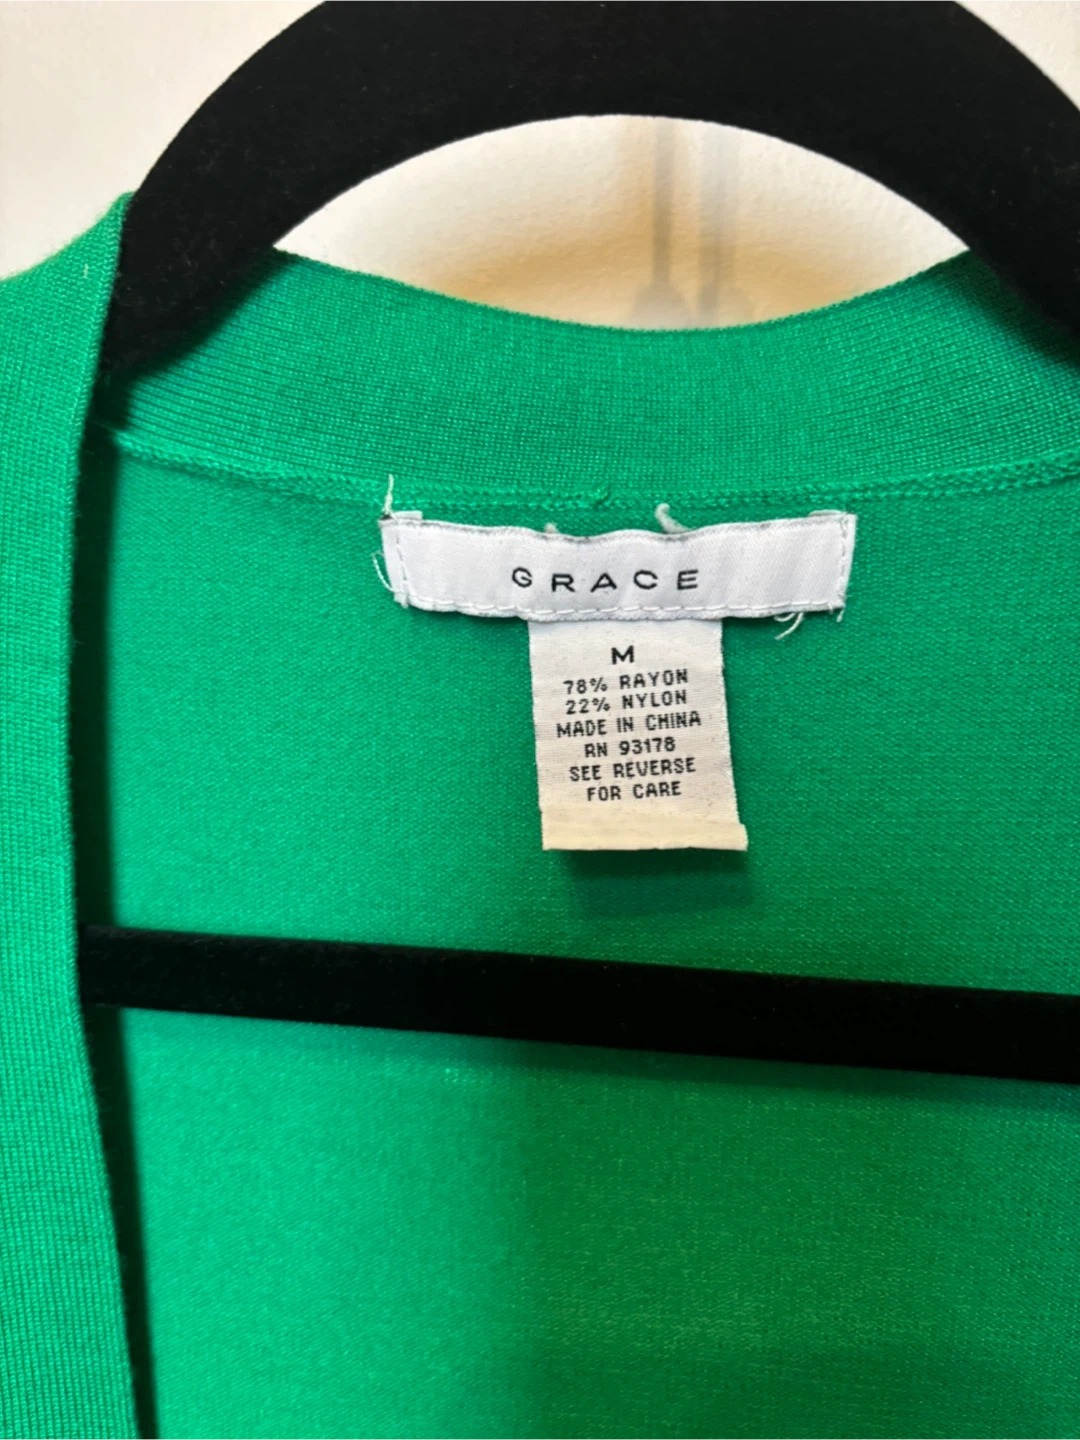 GRACE
M
78% RAYON
22% NYLON
MADE IN CHINA
RN 93178
SEE REVERSE
FOR CARE